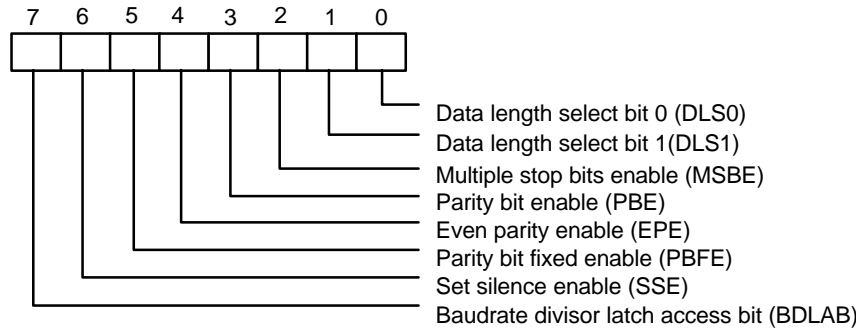 7 6 5 4 3 2 1 0
Data length select bit 0 (DLS0)
Data length select bit 1(DLS1)
Multiple stop bits enable (MSBE)
Parity bit enable (PBE)
Even parity enable (EPE)
Parity bit fixed enable (PBFE)
Set silence enable (SSE)
Baudrate divisor latch access bit (BDLAB)